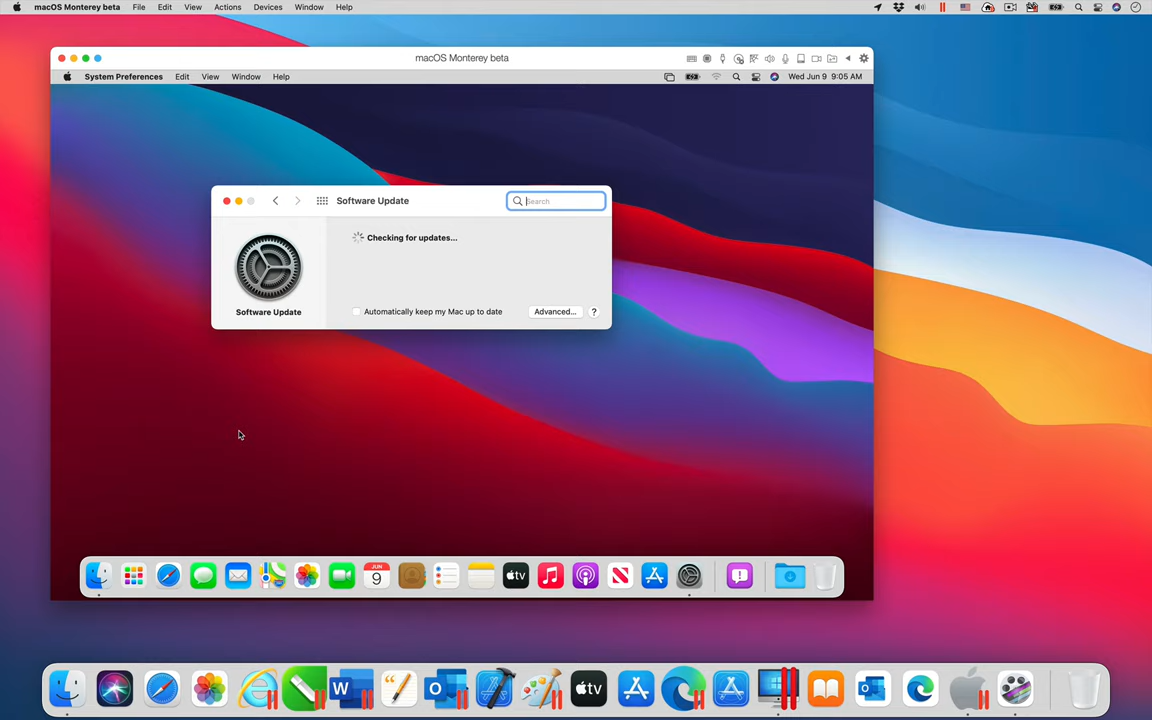 macOS Monterey beta File Edit View Actions Devices Window Help
macOS Monterey beta
System Preferences Edit View Window Help Wed Jun 9 9:05 AM
Software Update
Search
Checking for updates...
Software Update
Automatically keep my Mac up to date
Advanced...
?
JUN
9
tv
W
O
tv